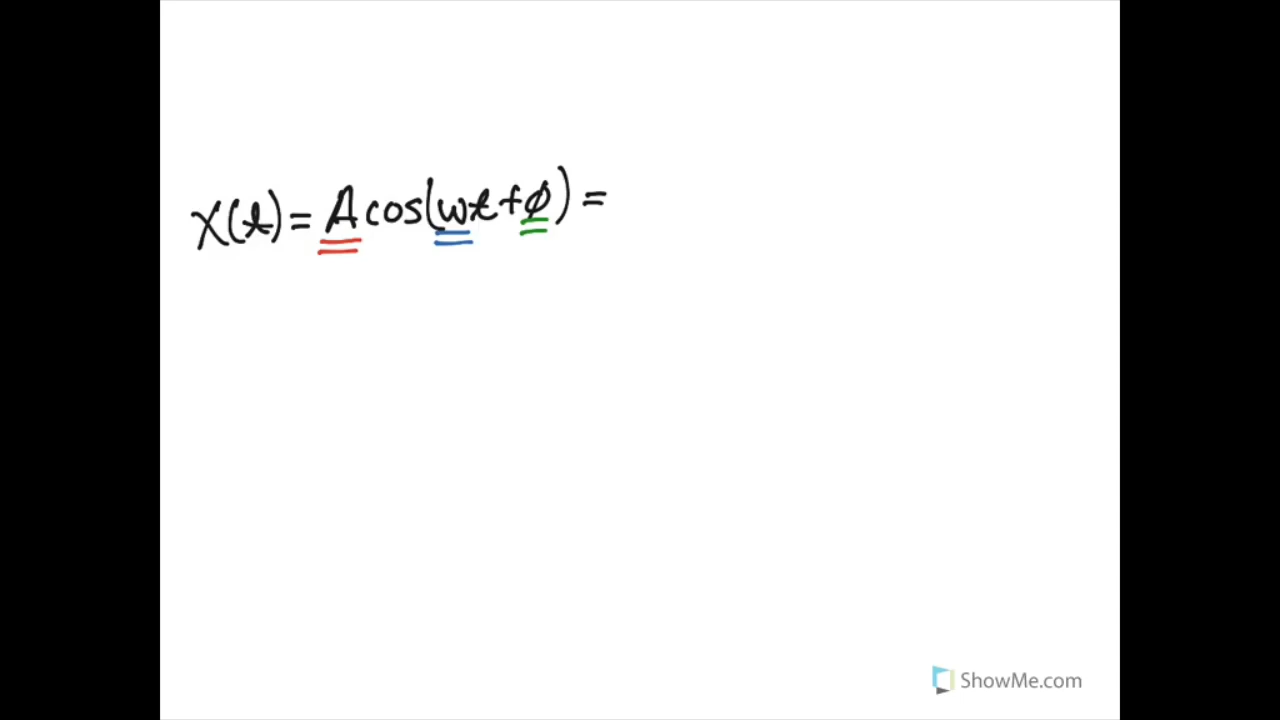 X(t) = A cos(ωt + φ) =
ShowMe.com